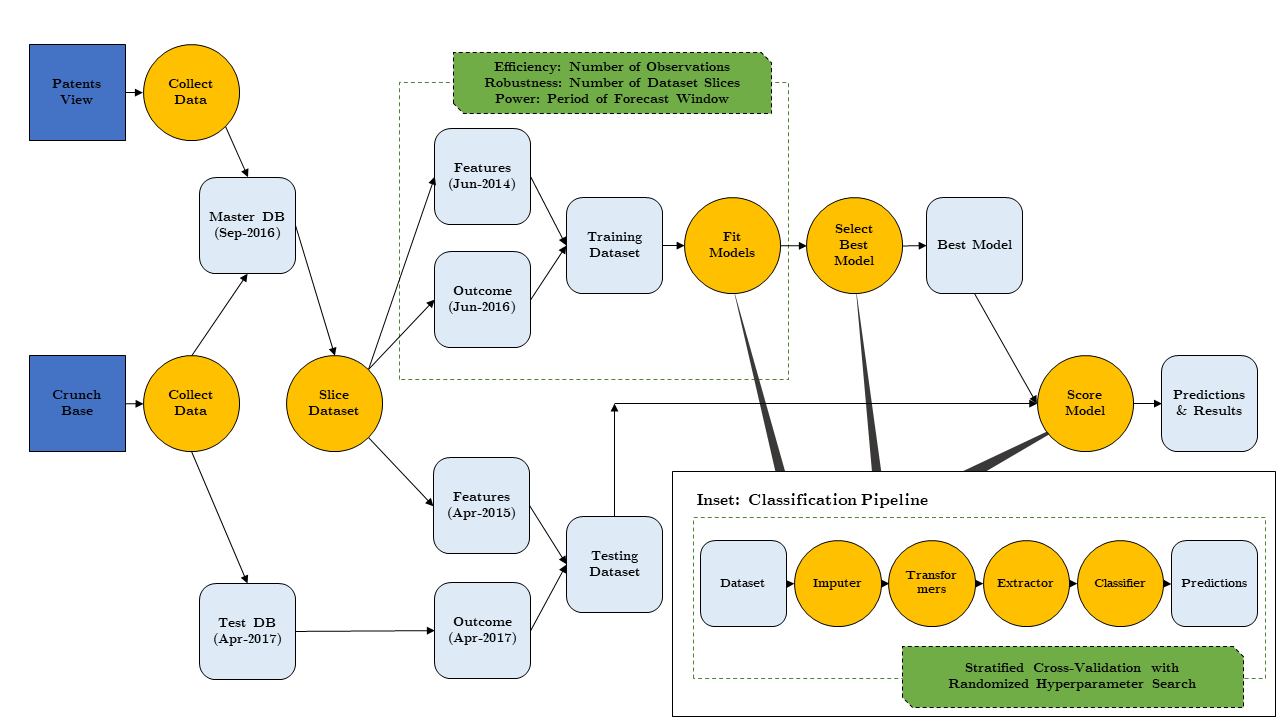 Patents
View
Collect
Data
Master DB
(Sep-2016)
Crunch
Base
Collect
Data
Slice
Dataset
Test DB
(Apr-2017)
Efficiency: Number of Observations
Robustness: Number of Dataset Slices
Power: Period of Forecast Window
Features
(Jun-2014)
Outcome
(Jun-2016)
Training
Dataset
Fit
Models
Select
Best
Model
Best Model
Score
Model
Predictions
& Results
Features
(Apr-2015)
Outcome
(Apr-2017)
Testing
Dataset
Inset: Classification Pipeline
Dataset
Imputer
Transfor
mers
Extractor
Classifier
Predictions
Stratified Cross-Validation with
Randomized Hyperparameter Search